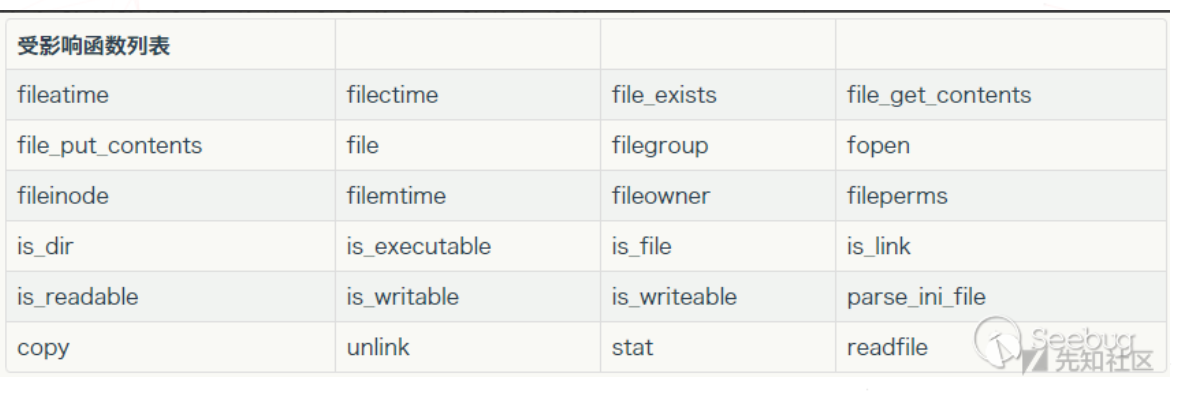 受影响函数列表
fileatime filectime file_exists file_get_contents
file_put_contents file filegroup fopen
fileinode filemtime fileowner fileperms
is_dir is_executable is_file is_link
is_readable is_writable is_writeable parse_ini_file
copy unlink stat readfile
Seebug
先知社区